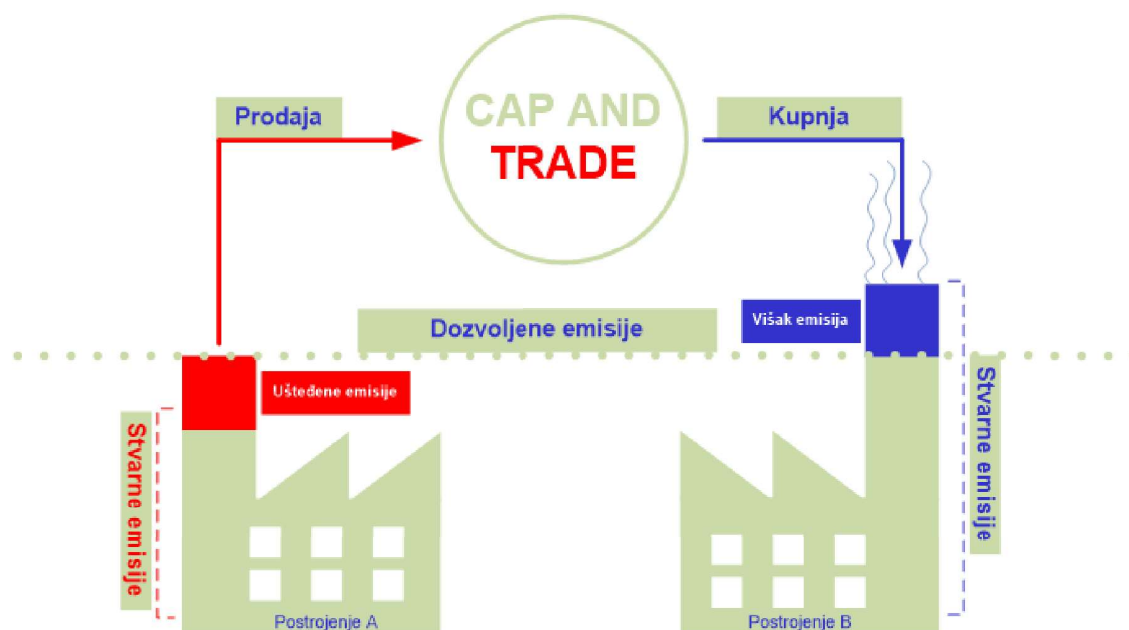 CAP AND
TRADE
Prodaja
Kupnja
Dozvoljene emisije
Višak emisija
Ušteđene emisije
Stvarne emisije
Stvarne emisije
Postrojenje A
Postrojenje B